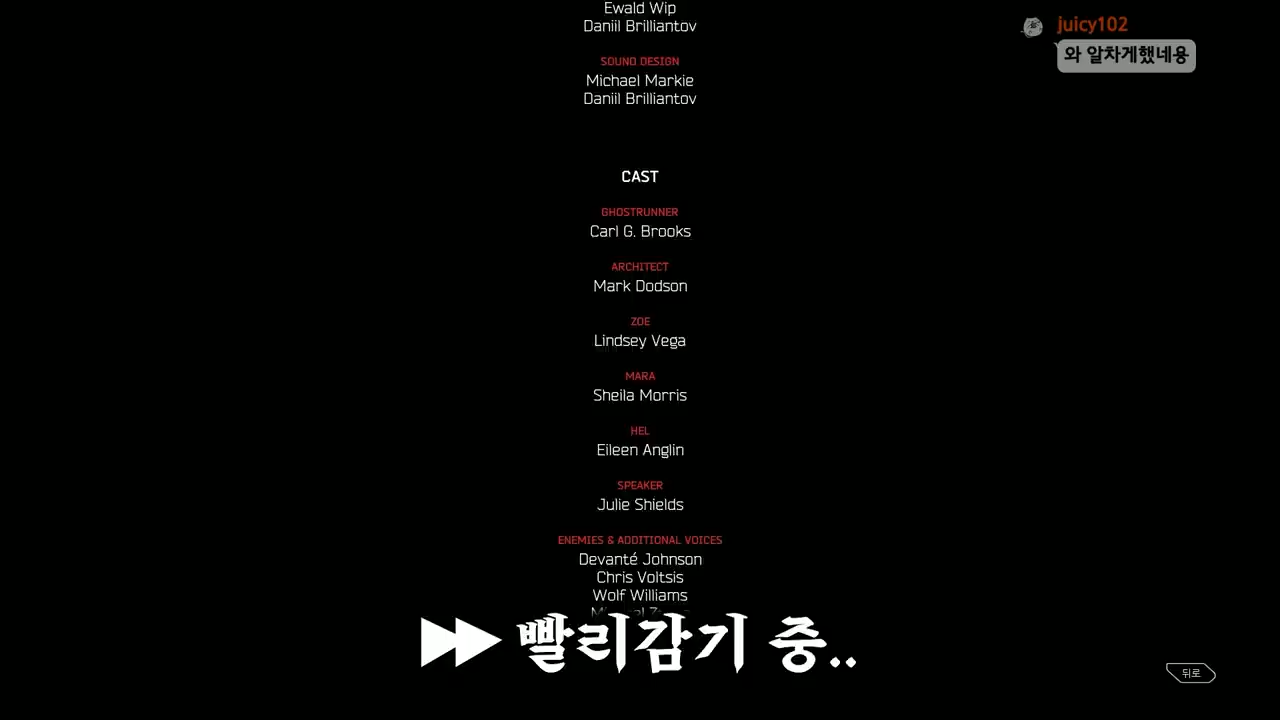 Ewald Wip
Daniil Brilliantov
SOUND DESIGN
Michael Markie
Daniil Brilliantov
CAST
GHOSTRUNNER
Carl G. Brooks
ARCHITECT
Mark Dodson
ZOE
Lindsey Vega
MARA
Sheila Morris
HEL
Eileen Anglin
SPEAKER
Julie Shields
ENEMIES & ADDITIONAL VOICES
Devanté Johnson
Chris Voltsis
Wolf Williams
빨리감기 중..
juicy102
와 알차게했네용
뒤로